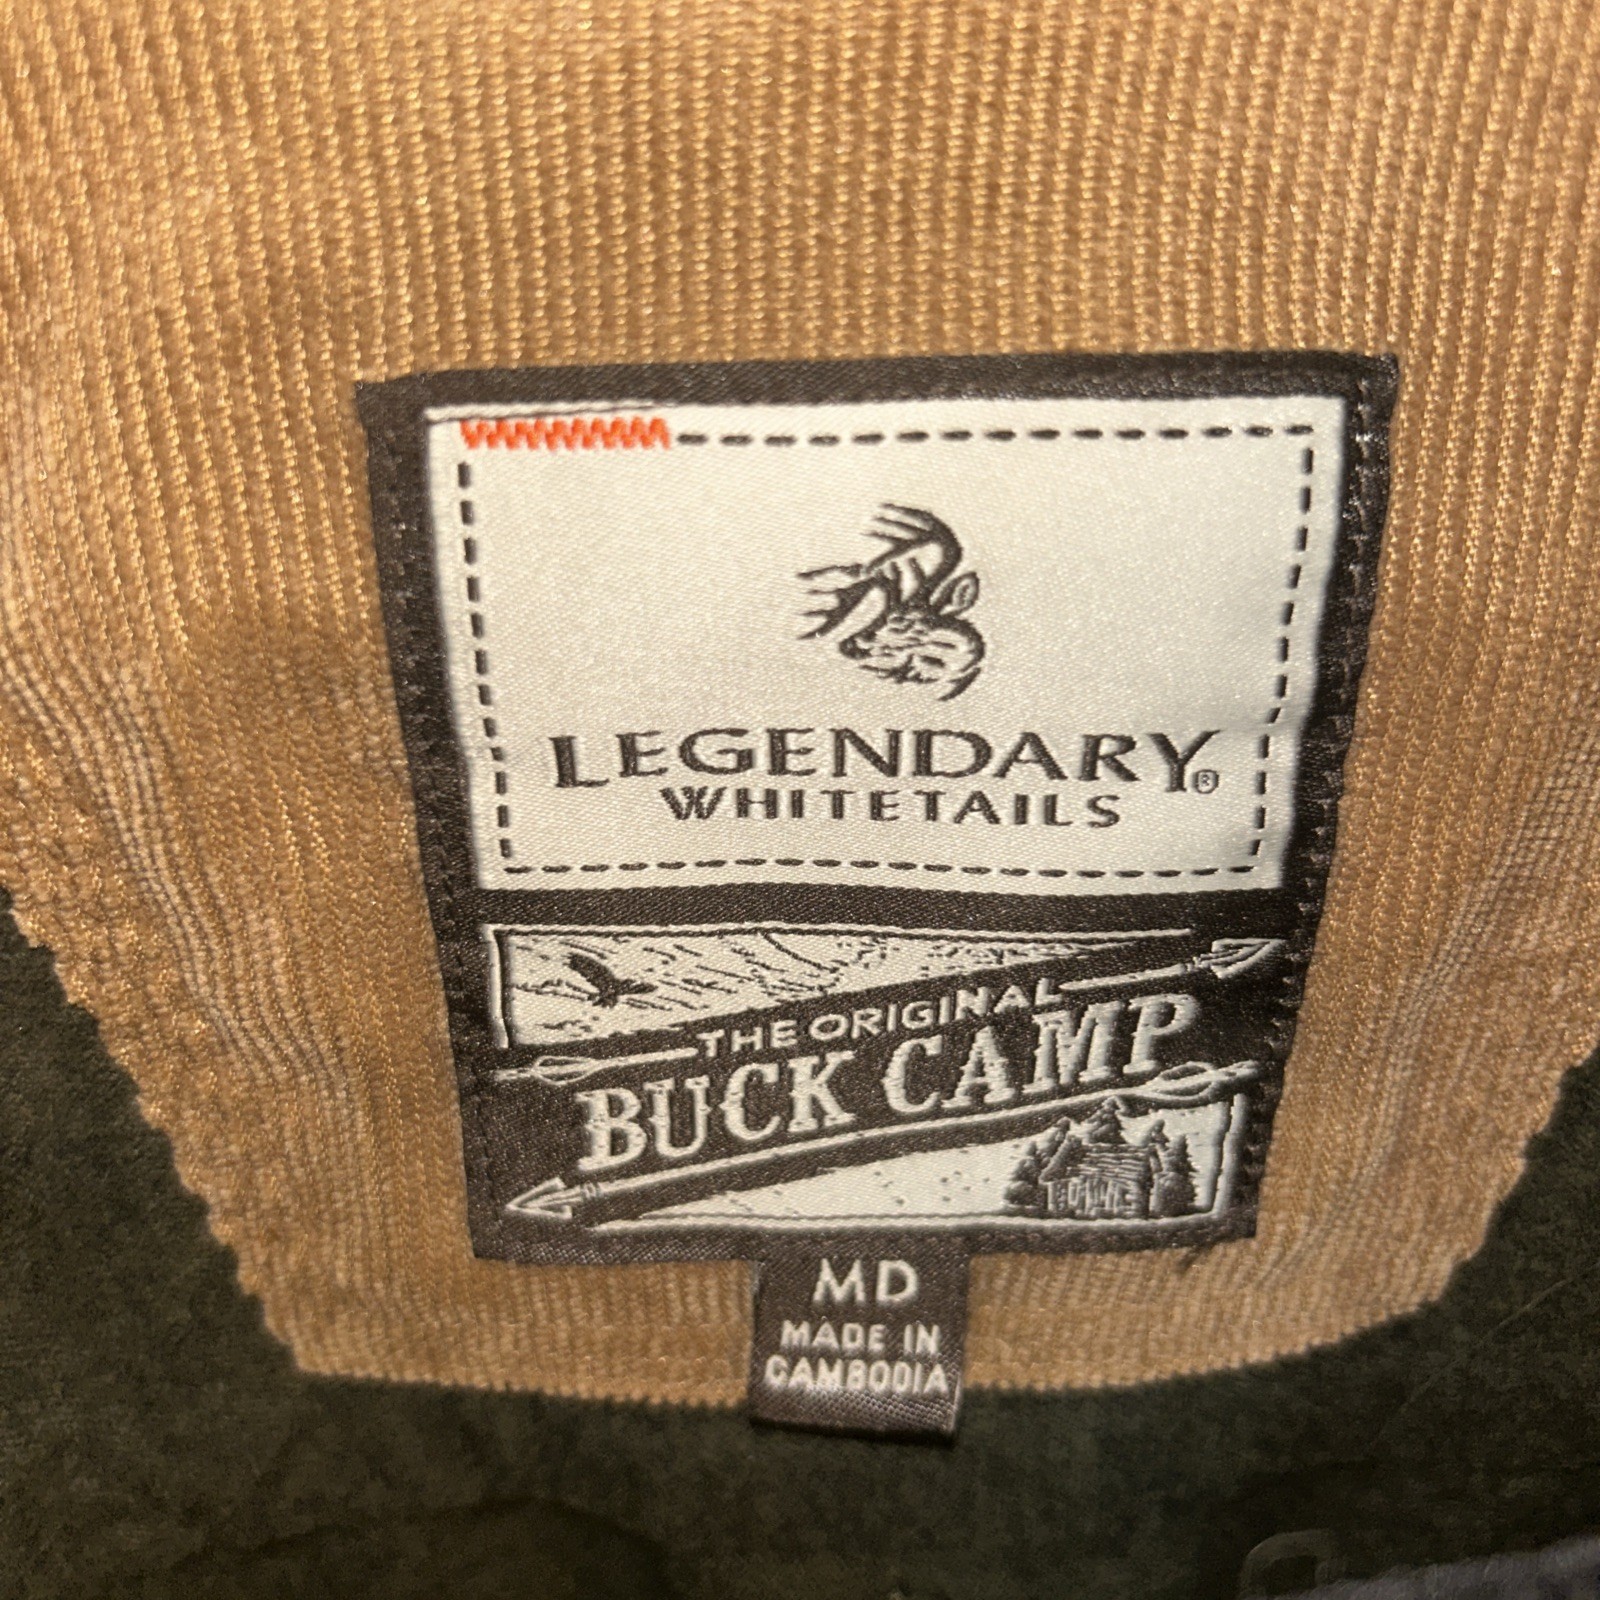 LEGENDARY®
WHITETAILS
THE ORIGINAL
BUCK CAMP
MD
MADE IN
CAMBODIA